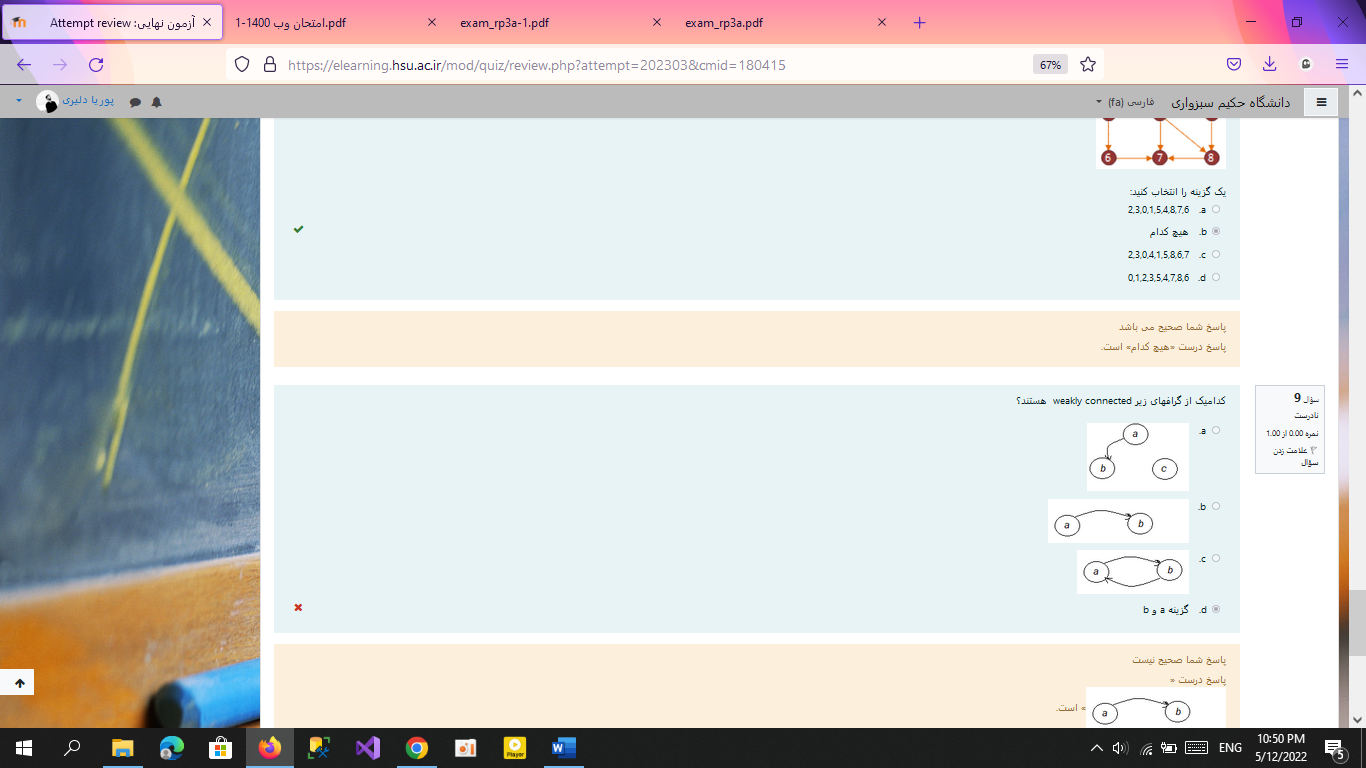 آزمون نهایی: Attempt review
امتحان وب 1400-1.pdf
exam_rp3a-1.pdf
exam_rp3a.pdf
https://elearning.hsu.ac.ir/mod/quiz/review.php?attempt=202303&cmid=180415
67%
دانشگاه حکیم سبزواری
فارسی ‎(fa)‎
پوریا دلیری
6
7
8
یک گزینه را انتخاب کنید:
a. 2,3,0,1,5,4,8,7,6
b. هیچ کدام
c. 2,3,0,4,1,5,8,6,7
d. 0,1,2,3,5,4,7,8,6
پاسخ شما صحیح می باشد
پاسخ درست «هیچ کدام» است.
سؤال 9
نادرست
نمره 0.00 از 1.00
علامت زدن
سؤال
کدامیک از گرافهای زیر weakly connected هستند؟
a.
a
b
c
b.
a
b
c.
a
b
d. گزینه a و b
پاسخ شما صحیح نیست
پاسخ درست «
a
b
» است.
Player
ENG
10:50 PM
5/12/2022
5